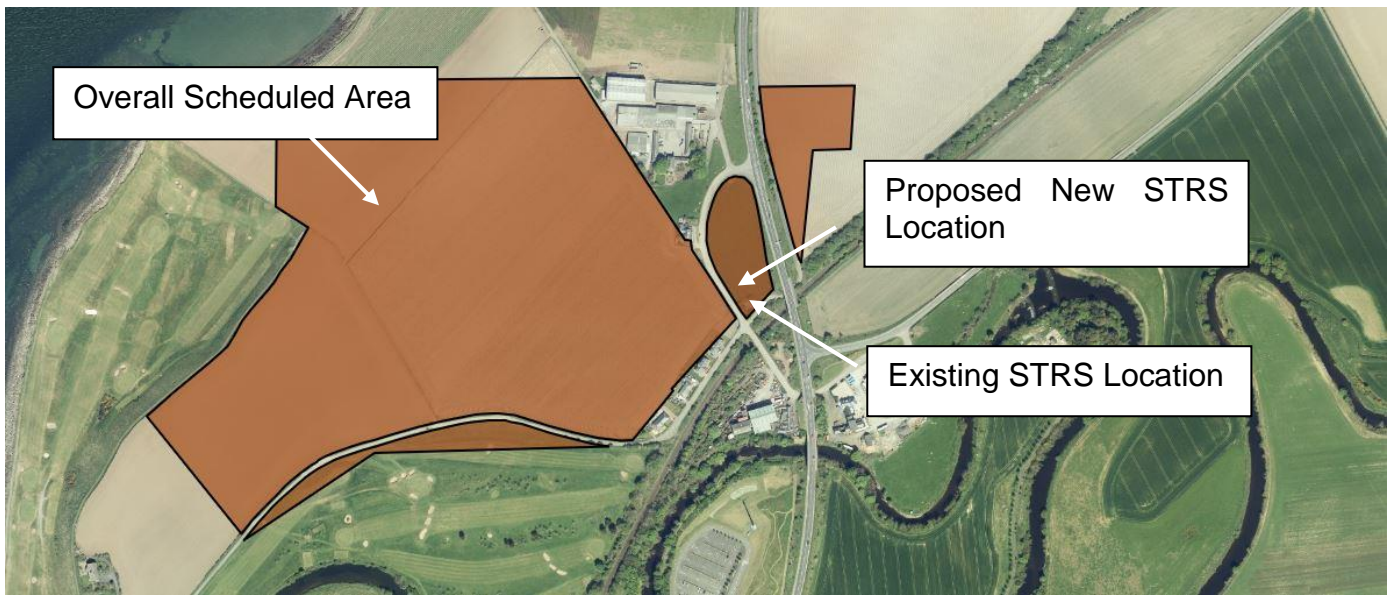 Overall Scheduled Area
Proposed New STRS
Location
Existing STRS Location